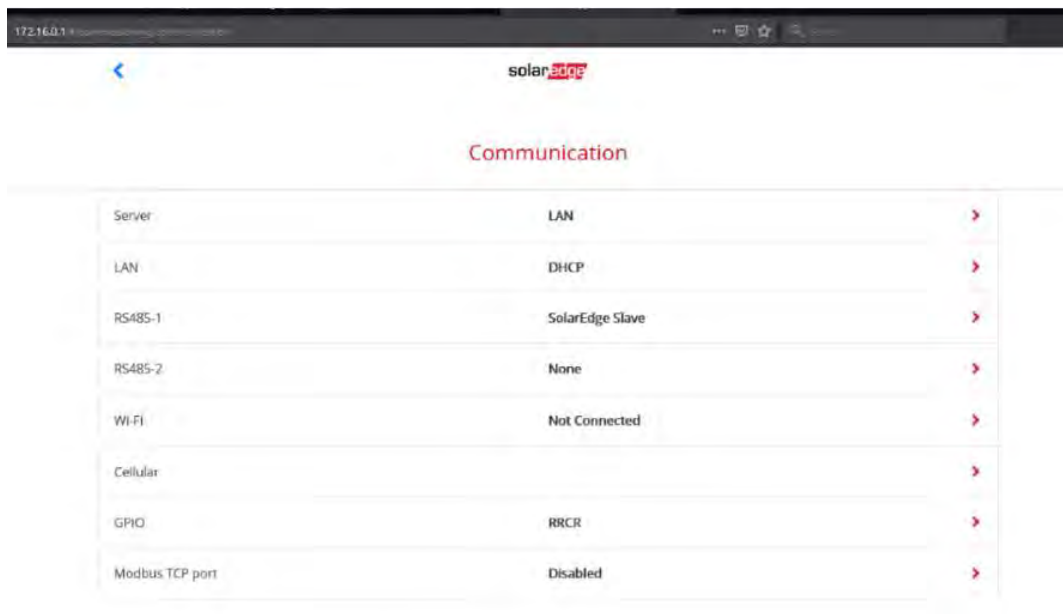 172.16.0.1
solaredge
Communication
Server LAN
LAN DHCP
RS485-1 SolarEdge Slave
RS485-2 None
WI-FI Not Connected
Cellular
GPIO RRCR
Modbus TCP port Disabled